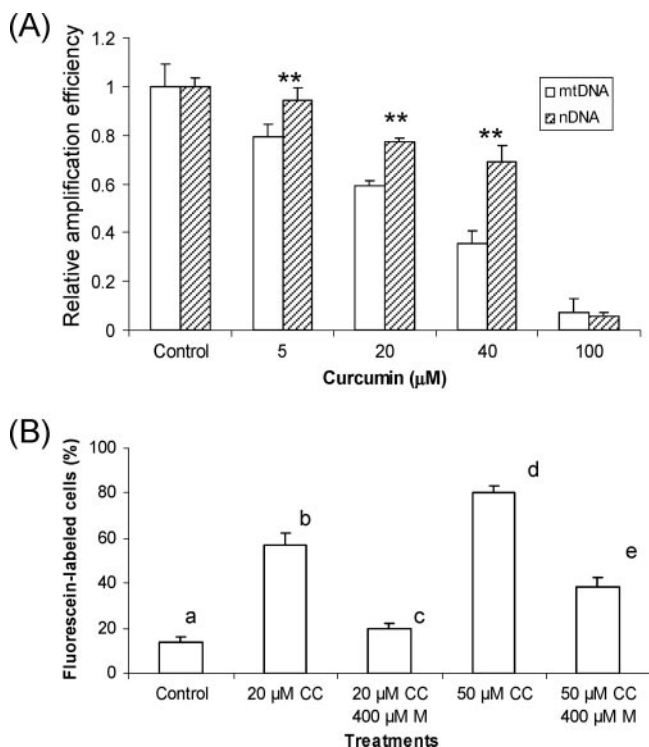 (A)
Relative amplification efficiency
1.2
1
0.8
0.6
0.4
0.2
0
**
**
**
mtDNA
nDNA
Control
5
20
40
100
Curcumin (µM)
(B)
Fluorescein-labeled cells (%)
100
80
60
40
20
0
a
b
c
d
e
Control
20 µM CC
20 µM CC
400 µM M
50 µM CC
50 µM CC
400 µM M
Treatments